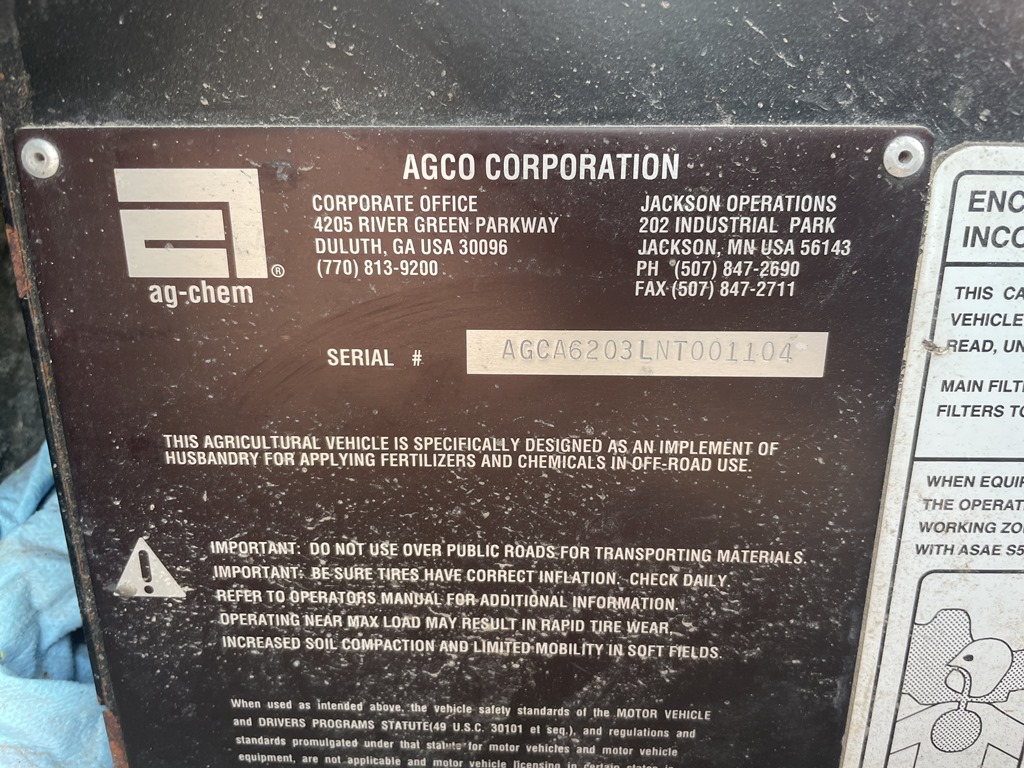 AGCO CORPORATION
CORPORATE OFFICE
4205 RIVER GREEN PARKWAY
DULUTH, GA USA 30096
(770) 813-9200
JACKSON OPERATIONS
202 INDUSTRIAL PARK
JACKSON, MN USA 56143
PH (507) 847-2690
FAX (507) 847-2711
®
ag-chem
SERIAL #
AGCA6203LNT001104
THIS AGRICULTURAL VEHICLE IS SPECIFICALLY DESIGNED AS AN IMPLEMENT OF
HUSBANDRY FOR APPLYING FERTILIZERS AND CHEMICALS IN OFF-ROAD USE.
IMPORTANT: DO NOT USE OVER PUBLIC ROADS FOR TRANSPORTING MATERIALS.
IMPORTANT: BE SURE TIRES HAVE CORRECT INFLATION. CHECK DAILY.
REFER TO OPERATORS MANUAL FOR ADDITIONAL INFORMATION.
OPERATING NEAR MAX LOAD MAY RESULT IN RAPID TIRE WEAR,
INCREASED SOIL COMPACTION AND LIMITED MOBILITY IN SOFT FIELDS.
When used as intended above, the vehicle safety standards of the MOTOR VEHICLE
and DRIVERS PROGRAMS STATUTE(49 U.S.C. 30101 et seq.), and regulations and
standards promulgated under that statute for motor vehicles and motor vehicle
equipment, are not applicable and motor vehicle licensing in certain states is
ENC
INCO
THIS CA
VEHICLE
READ, UN
MAIN FILT
FILTERS TO
WHEN EQUIP
THE OPERAT
WORKING ZO
WITH ASAE S5